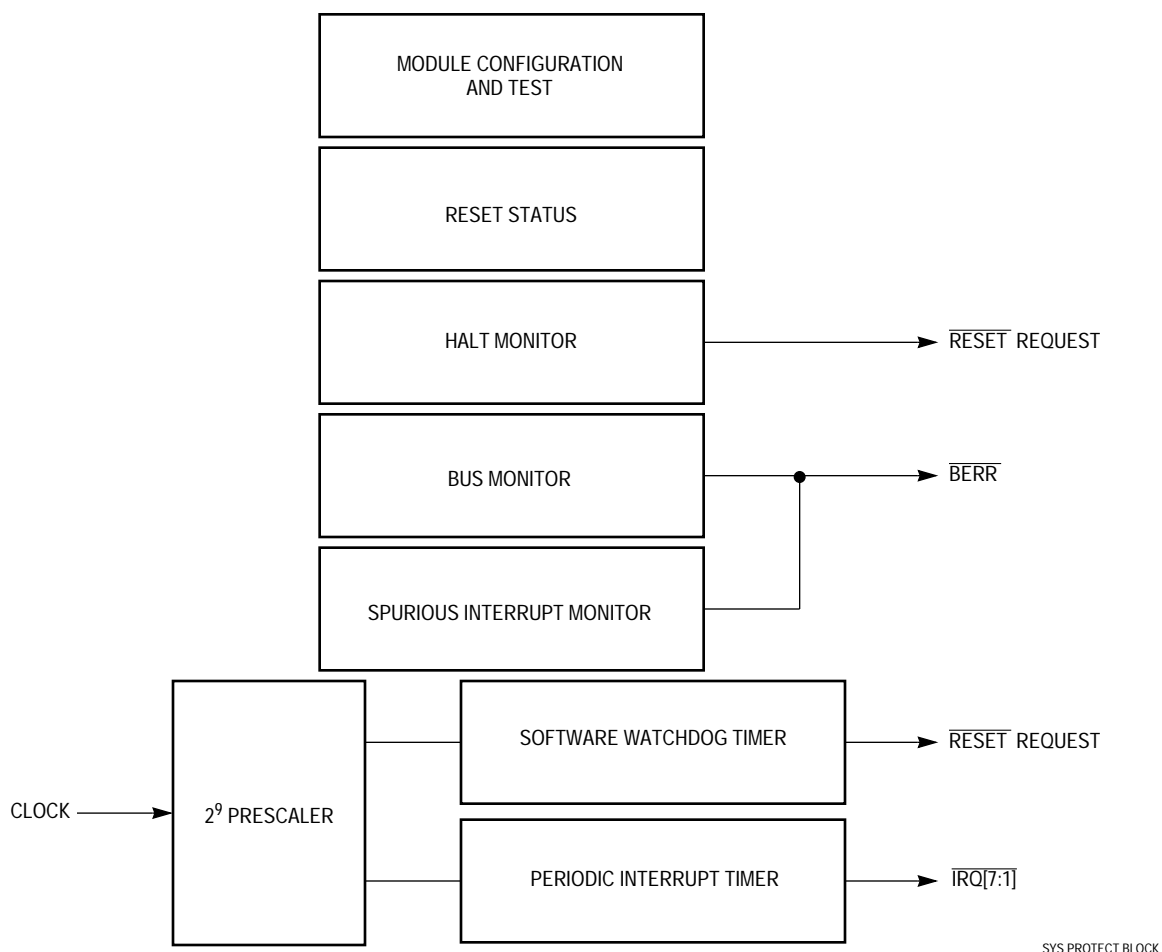 MODULE CONFIGURATION
AND TEST
RESET STATUS
HALT MONITOR
RESET REQUEST
BUS MONITOR
BERR
SPURIOUS INTERRUPT MONITOR
SOFTWARE WATCHDOG TIMER
RESET REQUEST
CLOCK
2⁹ PRESCALER
PERIODIC INTERRUPT TIMER
IRQ[7:1]
SYS PROTECT BLOCK